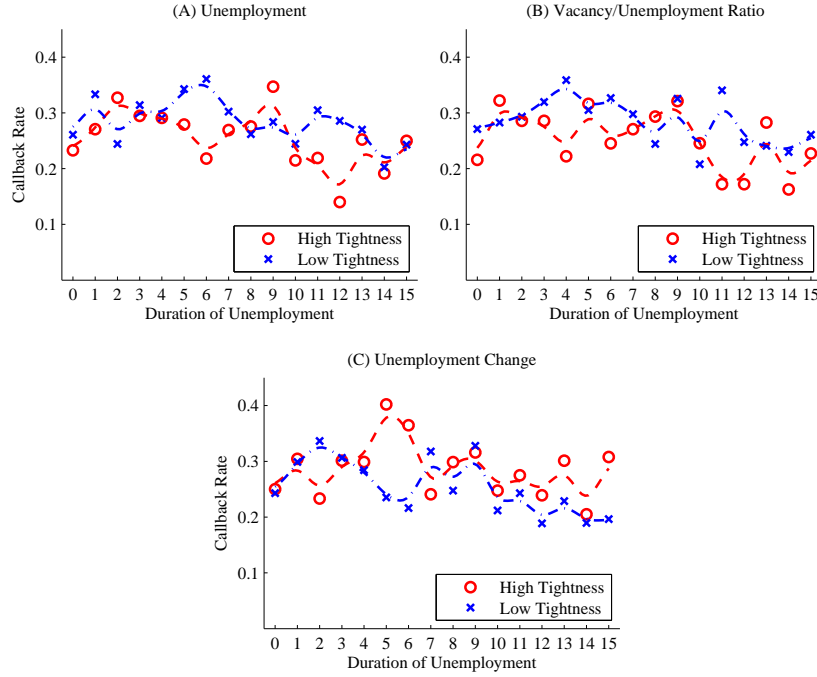 (A) Unemployment
0.4
0.3
0.2
0.1
Callback Rate
High Tightness
Low Tightness
0 1 2 3 4 5 6 7 8 9 10 11 12 13 14 15
Duration of Unemployment
(B) Vacancy/Unemployment Ratio
0.4
0.3
0.2
0.1
High Tightness
Low Tightness
0 1 2 3 4 5 6 7 8 9 10 11 12 13 14 15
Duration of Unemployment
(C) Unemployment Change
0.4
0.3
0.2
0.1
Callback Rate
High Tightness
Low Tightness
0 1 2 3 4 5 6 7 8 9 10 11 12 13 14 15
Duration of Unemployment